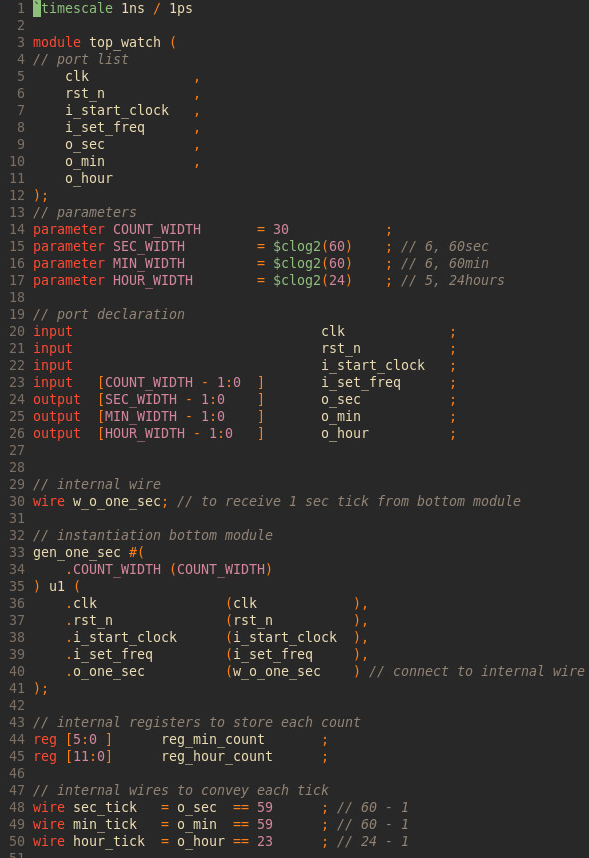 1 `timescale 1ns / 1ps
2
3 module top_watch (
4 // port list
5     clk             ,
6     rst_n           ,
7     i_start_clock   ,
8     i_set_freq      ,
9     o_sec           ,
10     o_min           ,
11     o_hour
12 );
13 // parameters
14 parameter COUNT_WIDTH       = 30            ;
15 parameter SEC_WIDTH         = $clog2(60)    ; // 6, 60sec
16 parameter MIN_WIDTH         = $clog2(60)    ; // 6, 60min
17 parameter HOUR_WIDTH        = $clog2(24)    ; // 5, 24hours
18
19 // port declaration
20 input                               clk             ;
21 input                               rst_n           ;
22 input                               i_start_clock   ;
23 input   [COUNT_WIDTH - 1:0  ]       i_set_freq      ;
24 output  [SEC_WIDTH - 1:0    ]       o_sec           ;
25 output  [MIN_WIDTH - 1:0    ]       o_min           ;
26 output  [HOUR_WIDTH - 1:0   ]       o_hour          ;
27
28
29 // internal wire
30 wire w_o_one_sec; // to receive 1 sec tick from bottom module
31
32 // instantiation bottom module
33 gen_one_sec #(
34     .COUNT_WIDTH (COUNT_WIDTH)
35 ) u1 (
36     .clk                (clk            ),
37     .rst_n              (rst_n          ),
38     .i_start_clock      (i_start_clock  ),
39     .i_set_freq         (i_set_freq     ),
40     .o_one_sec          (w_o_one_sec    ) // connect to internal wire
41 );
42
43 // internal registers to store each count
44 reg [5:0 ]      reg_min_count       ;
45 reg [11:0]      reg_hour_count      ;
46
47 // internal wires to convey each tick
48 wire sec_tick   = o_sec  == 59      ; // 60 - 1
49 wire min_tick   = o_min  == 59      ; // 60 - 1
50 wire hour_tick  = o_hour == 23      ; // 24 - 1
51